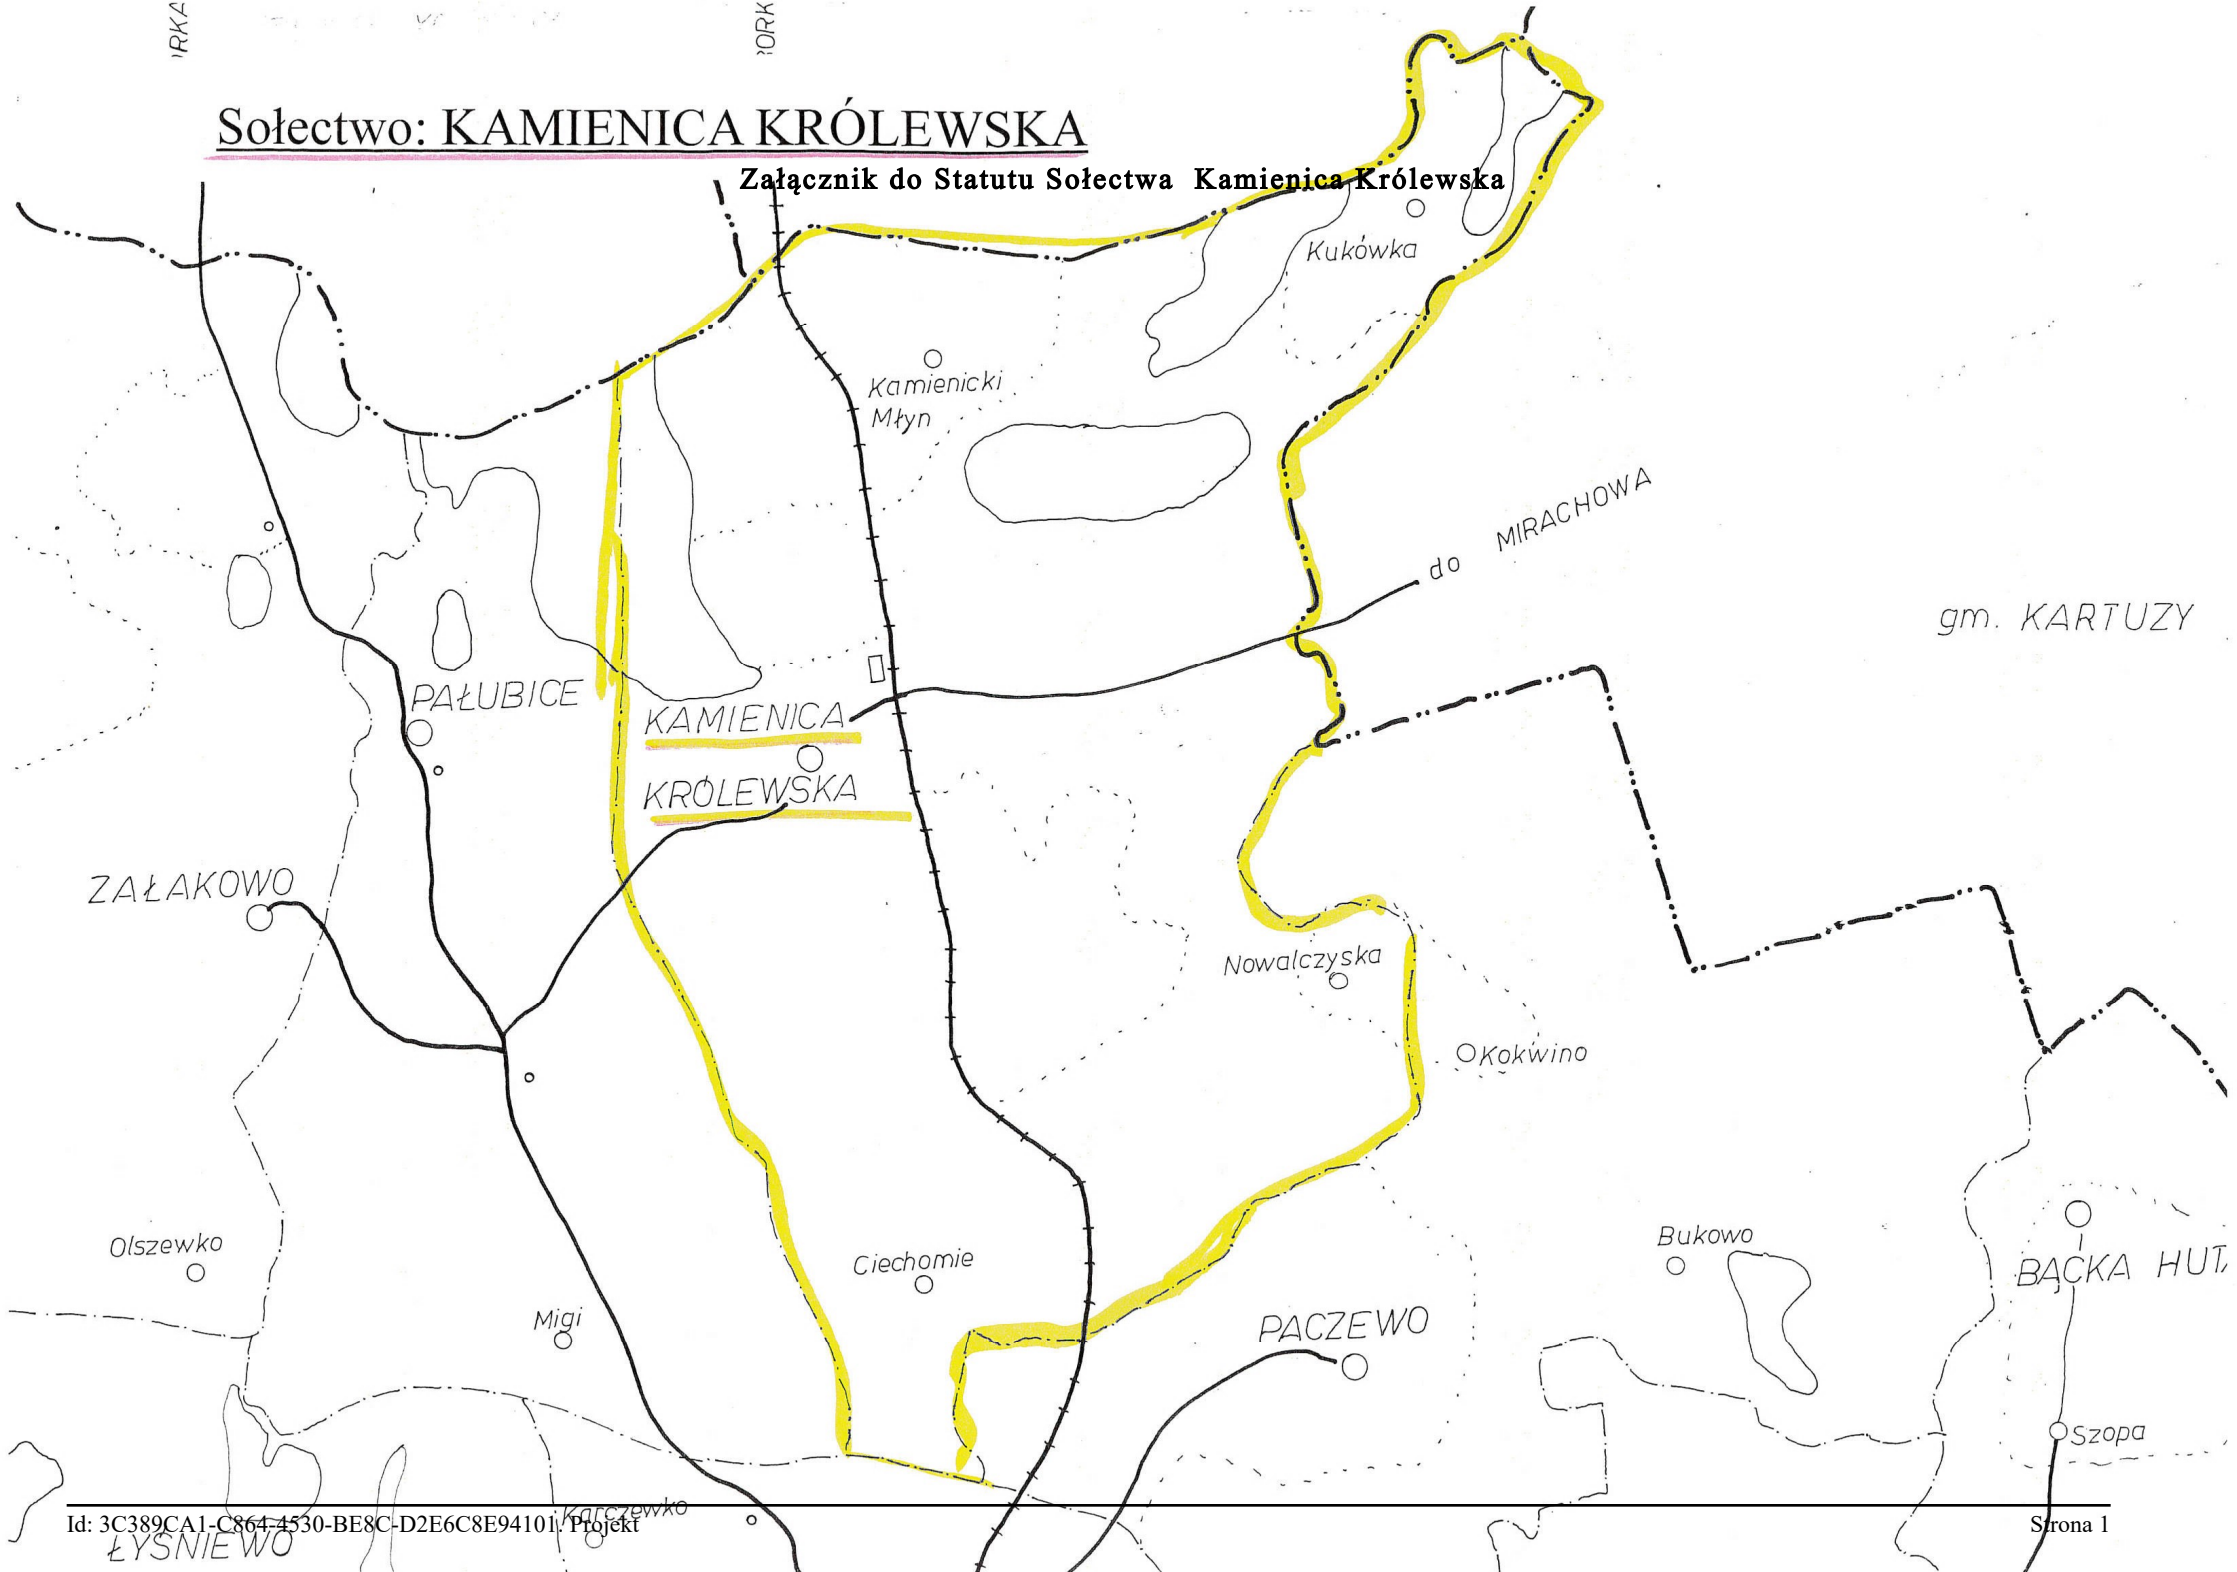 Sołectwo: KAMIENICA KRÓLEWSKA
Załącznik do Statutu Sołectwa Kamienica Królewska
Kukówka
Kamienicki
Młyn
do MIRACHOWA
gm. KARTUZY
PAŁUBICE
KAMIENICA
KRÓLEWSKA
ZAŁAKOWO
Nowalczyska
Kokwino
Olszewko
Ciechomie
Bukowo
BĄCKA HUTA
Migi
PACZEWO
Szopa
Karczewko
Id: 3C389CA1-C864-4530-BE8C-D2E6C8E94101. Projekt
Strona 1
ŁYŚNIEWO